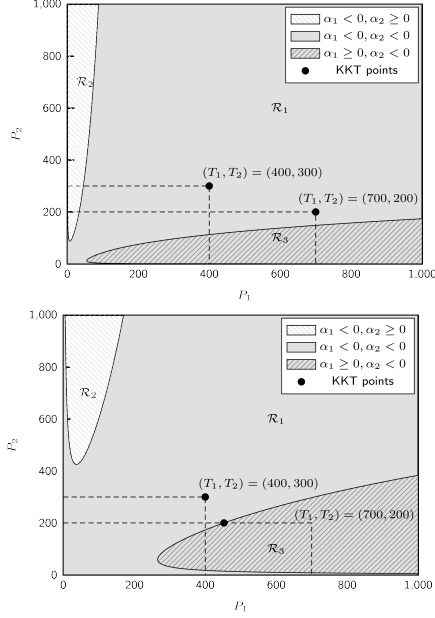 1,000
800
600
400
200
0
P₂
α₁ < 0, α₂ ≥ 0
α₁ < 0, α₂ < 0
α₁ ≥ 0, α₂ < 0
KKT points
ℛ₂
ℛ₁
(T₁, T₂) = (400, 300)
(T₁, T₂) = (700, 200)
ℛ₃
0 200 400 600 800 1,000
P₁
1,000
800
600
400
200
0
P₂
α₁ < 0, α₂ ≥ 0
α₁ < 0, α₂ < 0
α₁ ≥ 0, α₂ < 0
KKT points
ℛ₂
ℛ₁
(T₁, T₂) = (400, 300)
(T₁, T₂) = (700, 200)
ℛ₃
0 200 400 600 800 1,000
P₁